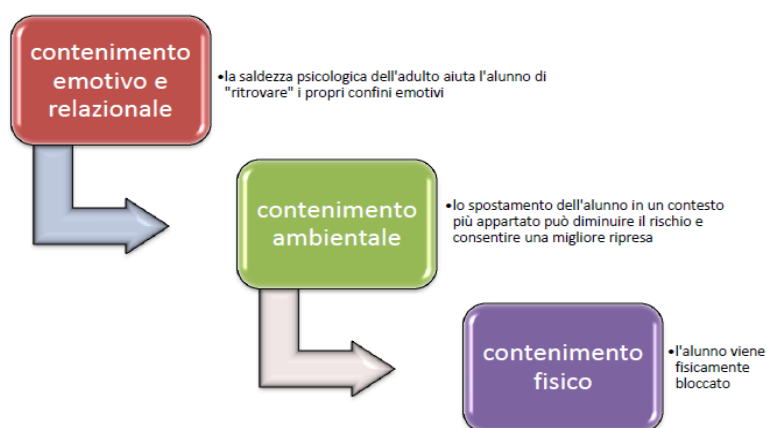 contenimento
emotivo e
relazionale
•la saldezza psicologica dell'adulto aiuta l'alunno di
"ritrovare" i propri confini emotivi
contenimento
ambientale
•lo spostamento dell'alunno in un contesto
più appartato può diminuire il rischio e
consentire una migliore ripresa
contenimento
fisico
•l'alunno viene
fisicamente
bloccato